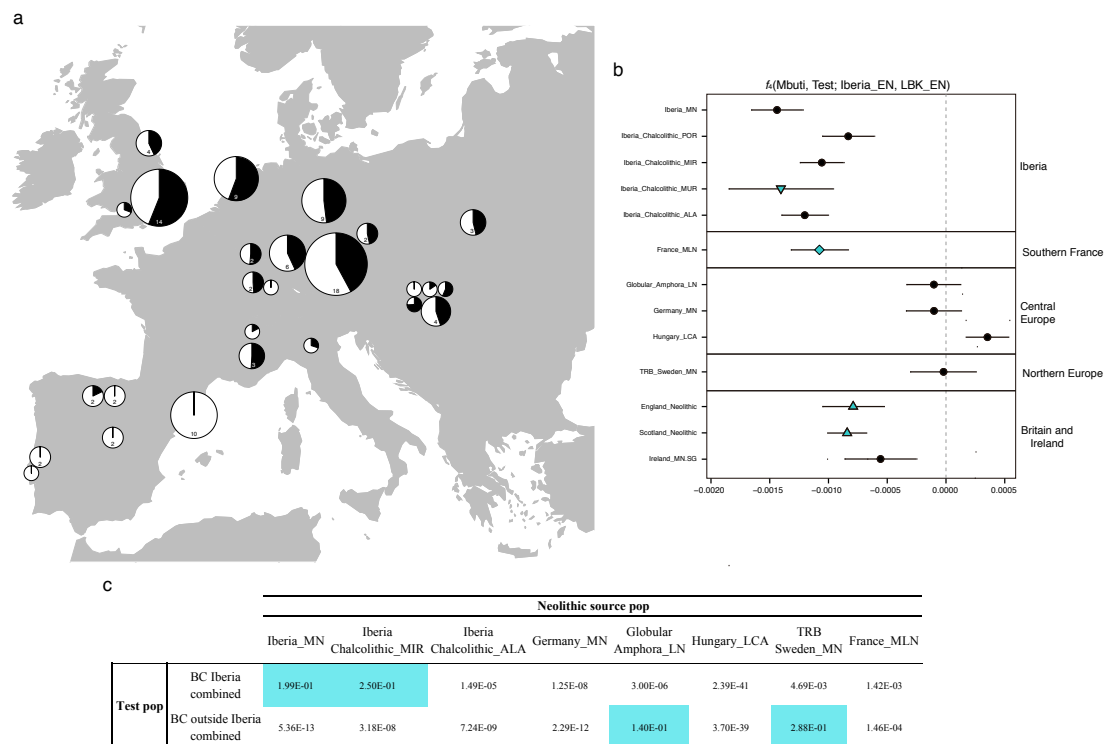 a
4
14
9
9
2
3
2
6
18
2
4
3
2
2
10
2
2
b
f4(Mbuti, Test; Iberia_EN, LBK_EN)
Iberia_MN
Iberia_Chalcolithic_POR
Iberia_Chalcolithic_MIR
Iberia_Chalcolithic_MUR
Iberia_Chalcolithic_ALA
Iberia
France_MLN
Southern France
Globular_Amphora_LN
Germany_MN
Hungary_LCA
Central
Europe
TRB_Sweden_MN
Northern Europe
England_Neolithic
Scotland_Neolithic
Ireland_MN.SG
Britain and
Ireland
−0.0020 −0.0015 −0.0010 −0.0005 0.0000 0.0005
c
Neolithic source pop
Iberia_MN Iberia Chalcolithic_MIR Iberia Chalcolithic_ALA Germany_MN Globular Amphora_LN Hungary_LCA TRB Sweden_MN France_MLN
Test pop
BC Iberia combined 1.99E-01 2.50E-01 1.49E-05 1.25E-08 3.00E-06 2.39E-41 4.69E-03 1.42E-03
BC outside Iberia combined 5.36E-13 3.18E-08 7.24E-09 2.29E-12 1.40E-01 3.70E-39 2.88E-01 1.46E-04